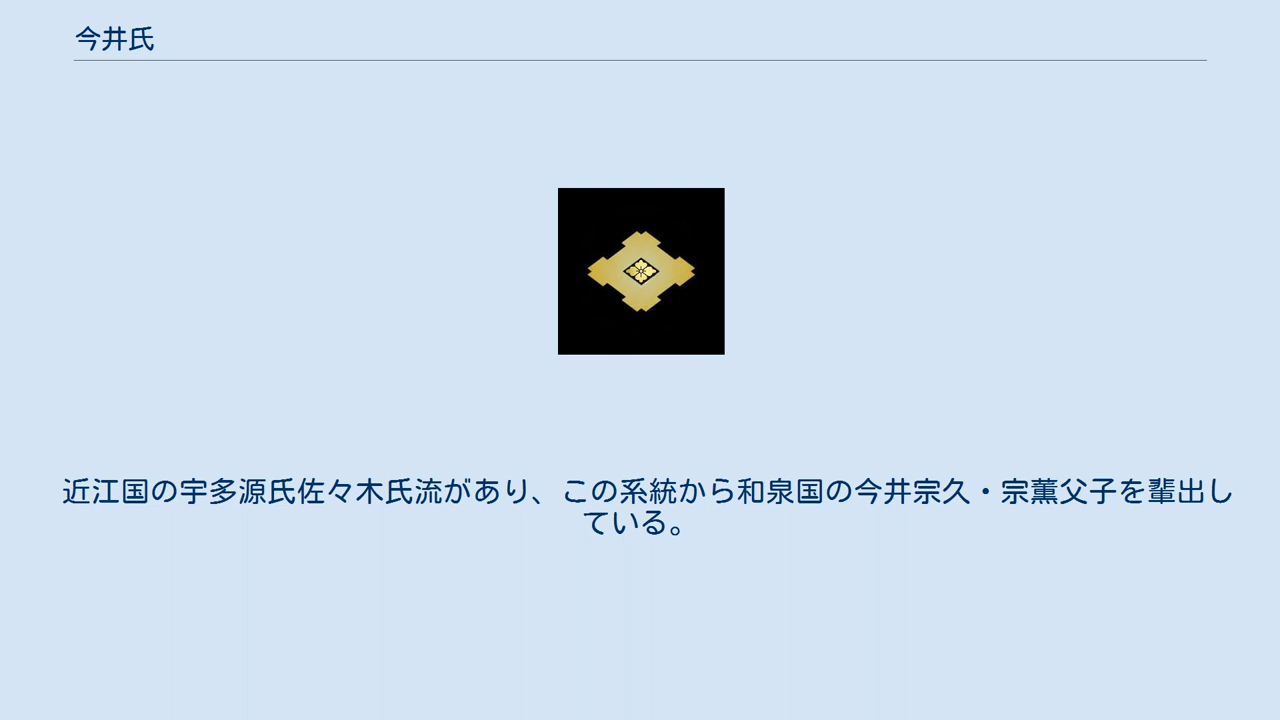 今井氏
近江国の宇多源氏佐々木氏流があり、この系統から和泉国の今井宗久・宗薫父子を輩出し
ている。